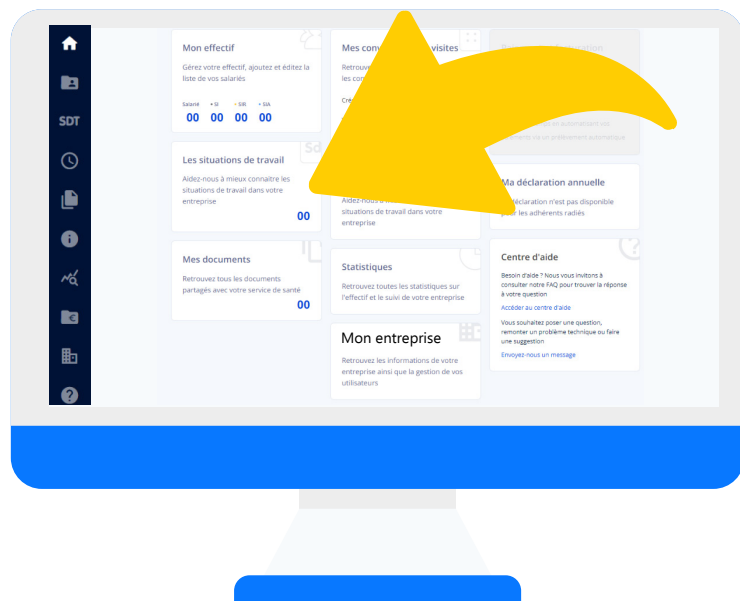 SDT
Mon effectif
Gérez votre effectif, ajoutez et éditez la
liste de vos salariés
Salarié • SI • SIR • SIA
00 00 00 00
Les situations de travail
Aidez-nous à mieux connaitre les
situations de travail dans votre
entreprise
00
Mes documents
Retrouvez tous les documents
partagés avec votre service de santé
00
Mes visites
situations de travail dans votre
entreprise
Statistiques
Retrouvez toutes les statistiques sur
l'effectif et le suivi de votre entreprise
Mon entreprise
Retrouvez les informations de votre
entreprise ainsi que la gestion de vos
utilisateurs
Ma déclaration annuelle
déclaration n'est pas disponible
les adhérents radiés
Centre d'aide
Besoin d'aide ? Nous vous invitons à
consulter notre FAQ pour trouver la réponse
à votre question
Accéder au centre d'aide
Vous souhaitez poser une question,
remonter un problème technique ou faire
une suggestion
Envoyez-nous un message